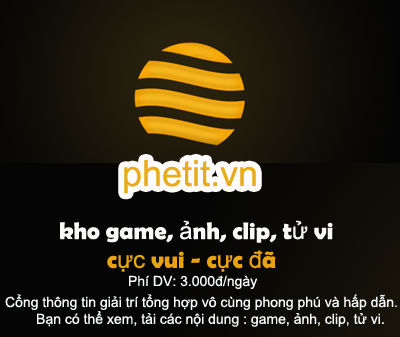 phetit.vn
kho game, ảnh, clip, tử vi
cực vui - cực đã
Phí DV: 3.000đ/ngày
Cổng thông tin giải trí tổng hợp vô cùng phong phú và hấp dẫn.
Bạn có thể xem, tải các nội dung : game, ảnh, clip, tử vi.